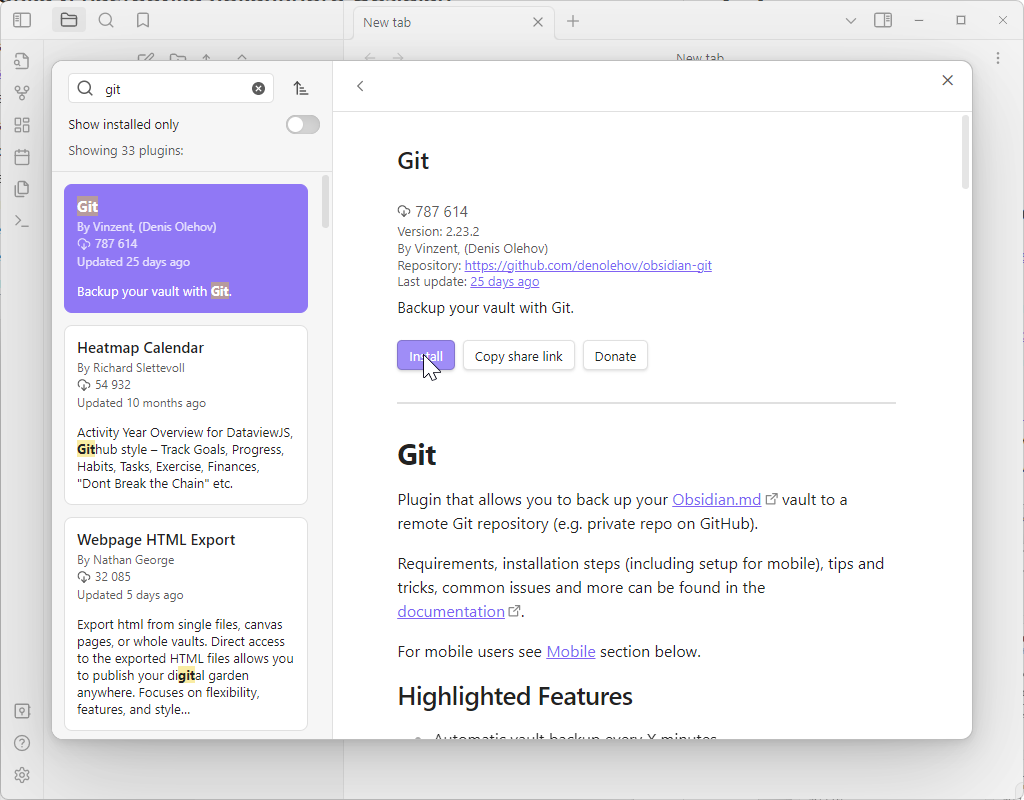 New tab
New tab
git
Show installed only
Showing 33 plugins:
Git
By Vinzent, (Denis Olehov)
787 614
Updated 25 days ago
Backup your vault with Git.
Heatmap Calendar
By Richard Slettevoll
54 932
Updated 10 months ago
Activity Year Overview for DataviewJS,
Github style – Track Goals, Progress,
Habits, Tasks, Exercise, Finances,
"Dont Break the Chain" etc.
Webpage HTML Export
By Nathan George
32 085
Updated 5 days ago
Export html from single files, canvas
pages, or whole vaults. Direct access
to the exported HTML files allows you
to publish your digital garden
anywhere. Focuses on flexibility,
features, and style...
Git
787 614
Version: 2.23.2
By Vinzent, (Denis Olehov)
Repository: https://github.com/denolehov/obsidian-git
Last update: 25 days ago
Backup your vault with Git.
Install Copy share link Donate
Git
Plugin that allows you to back up your Obsidian.md vault to a
remote Git repository (e.g. private repo on GitHub).
Requirements, installation steps (including setup for mobile), tips and
tricks, common issues and more can be found in the
documentation.
For mobile users see Mobile section below.
Highlighted Features
Automatic vault backup every X minutes